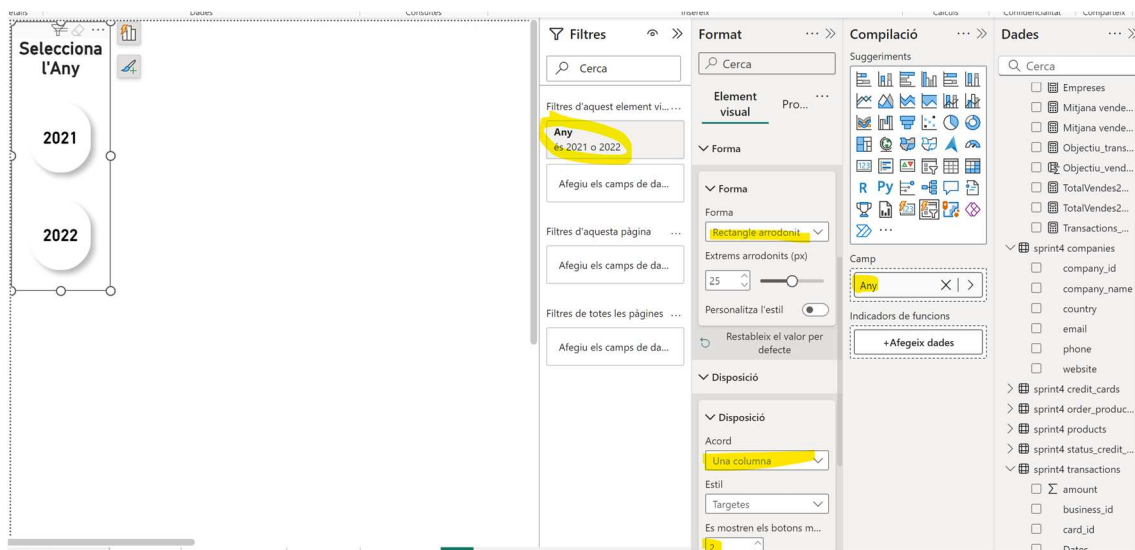 Dades
Consultes
Insereix
Càlculs
Confidencialitat
Comparteix
Selecciona
l'Any
2021
2022
Filtres
Cerca
Filtres d'aquest element vi...
Any
és 2021 o 2022
Afegiu els camps de da...
Filtres d'aquesta pàgina
Afegiu els camps de da...
Filtres de totes les pàgines
Afegiu els camps de da...
Format
Cerca
Element
visual
Pro...
Forma
Forma
Forma
Rectangle arrodonit
Extrems arrodonits (px)
25
Personalitza l'estil
Restableix el valor per
defecte
Disposició
Disposició
Acord
Una columna
Estil
Targetes
Es mostren els botons m...
2
Compilació
Suggeriments
123
R Py
123
Camp
Any
Indicadors de funcions
+Afegeix dades
Dades
Cerca
Empreses
Mitjana vende...
Mitjana vende...
Objectiu_trans...
Objectiu_vend...
TotalVendes2...
TotalVendes2...
Transactions_...
sprint4 companies
company_id
company_name
country
email
phone
website
sprint4 credit_cards
sprint4 order_produc...
sprint4 products
sprint4 status_credit_...
sprint4 transactions
amount
business_id
card_id
Dates